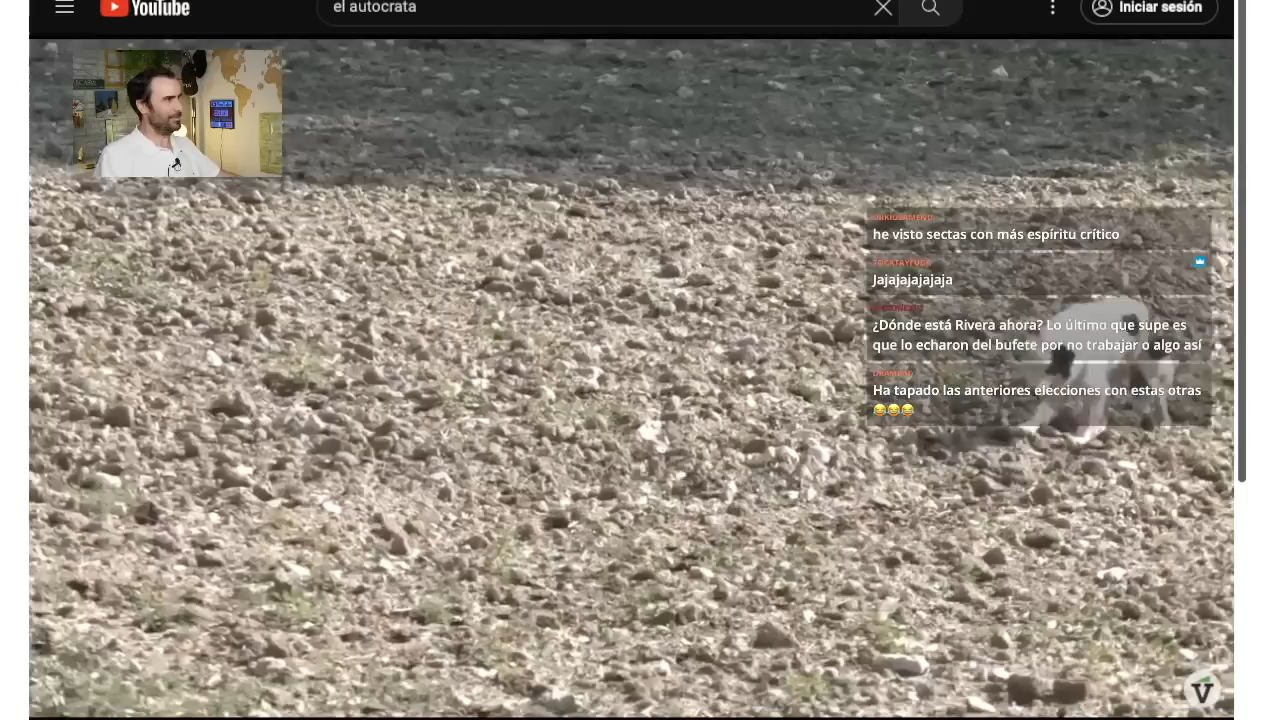 YouTube
el autocrata
Iniciar sesión
he visto sectas con más espíritu crítico
Jajajajajajaja
¿Dónde está Rivera ahora? Lo último que supe es
que lo echaron del bufete por no trabajar o algo así
Ha tapado las anteriores elecciones con estas otras
😂😂😂
V